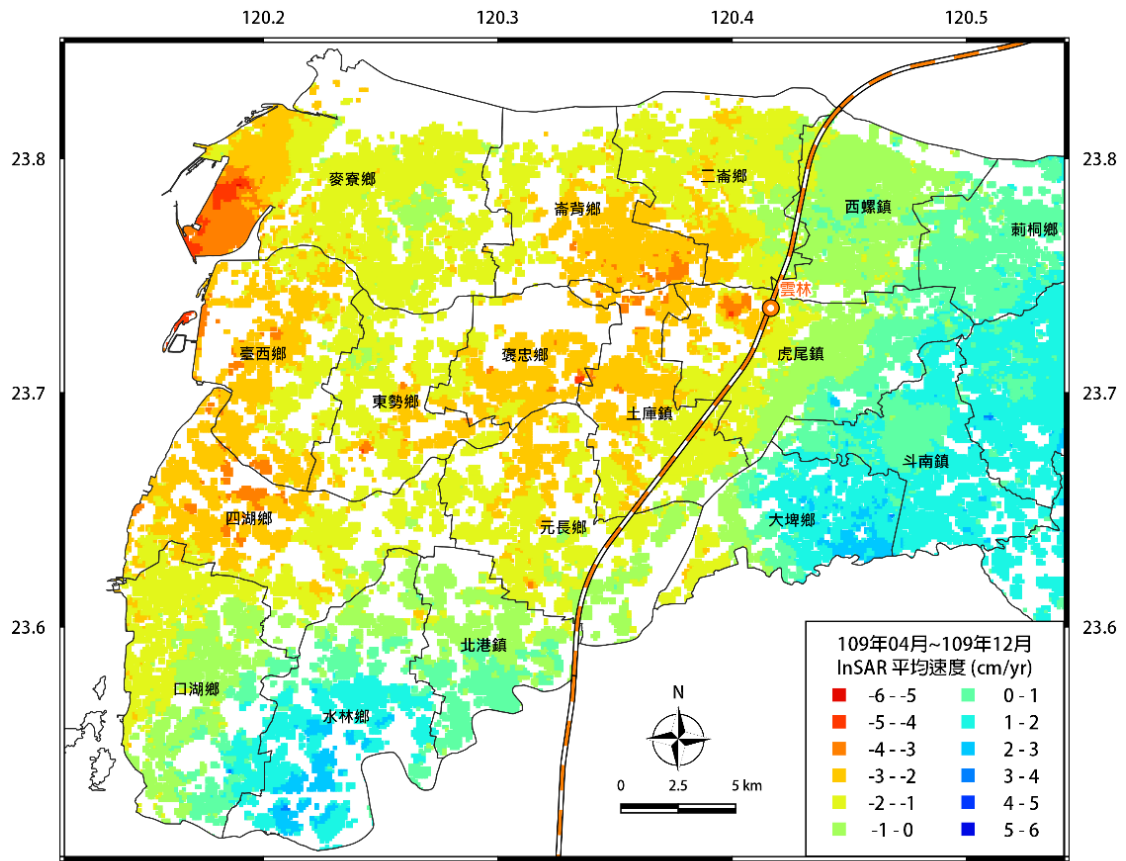 120.2 120.3 120.4 120.5
23.8 23.8
23.7 23.7
23.6 23.6
麥寮鄉
二崙鄉
崙背鄉
西螺鎮
莿桐鄉
雲林
臺西鄉
褒忠鄉
虎尾鎮
東勢鄉
土庫鎮
斗南鎮
四湖鄉
元長鄉
大埤鄉
北港鎮
口湖鄉
水林鄉
N
0 2.5 5 km
109年04月~109年12月
InSAR 平均速度 (cm/yr)
-6 - -5 0 - 1
-5 - -4 1 - 2
-4 - -3 2 - 3
-3 - -2 3 - 4
-2 - -1 4 - 5
-1 - 0 5 - 6